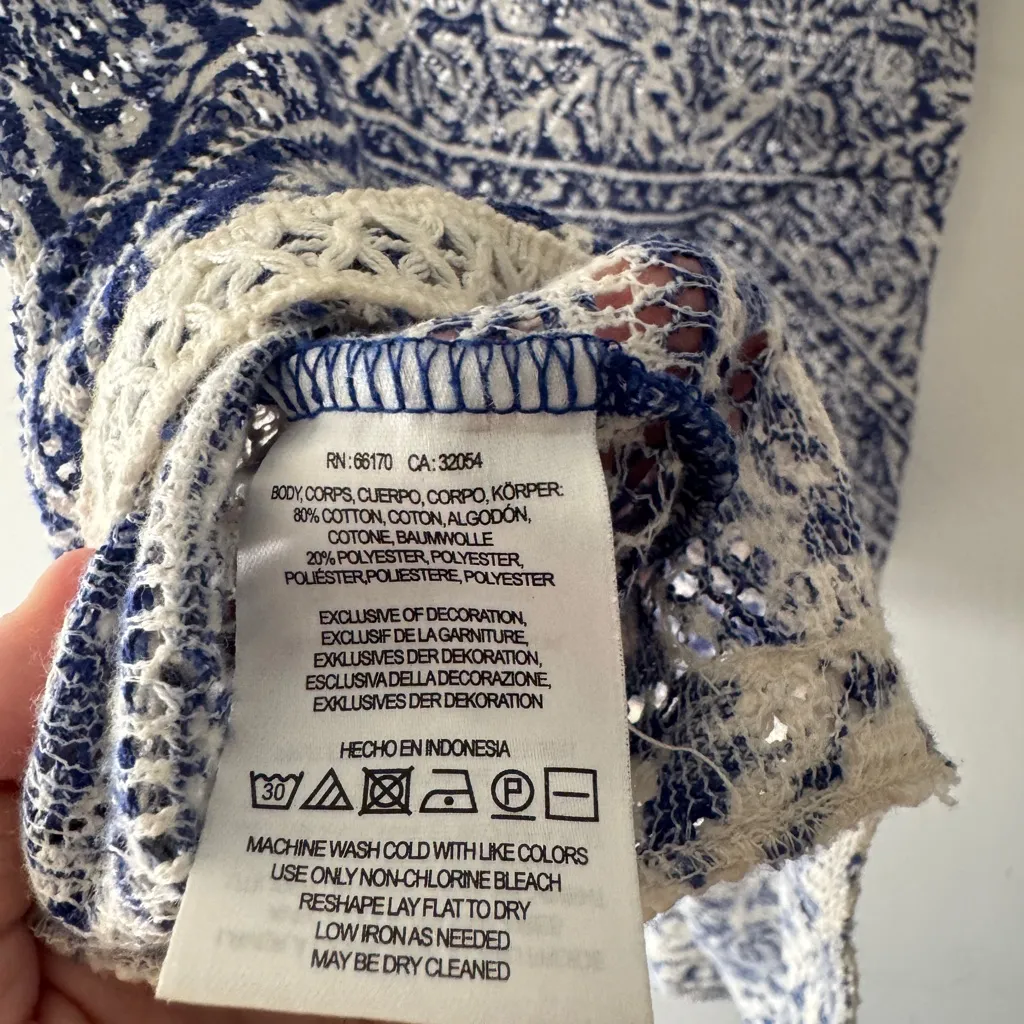 RN: 66170 CA: 32054
BODY, CORPS, CUERPO, CORPO, KÖRPER:
80% COTTON, COTON, ALGODÓN,
COTONE, BAUMWOLLE
20% POLYESTER, POLYESTER,
POLIÉSTER,POLIESTERE, POLYESTER
EXCLUSIVE OF DECORATION,
EXCLUSIF DE LA GARNITURE,
EXKLUSIVES DER DEKORATION,
ESCLUSIVA DELLA DECORAZIONE,
EXKLUSIVES DER DEKORATION
HECHO EN INDONESIA
30 P
MACHINE WASH COLD WITH LIKE COLORS
USE ONLY NON-CHLORINE BLEACH
RESHAPE LAY FLAT TO DRY
LOW IRON AS NEEDED
MAY BE DRY CLEANED